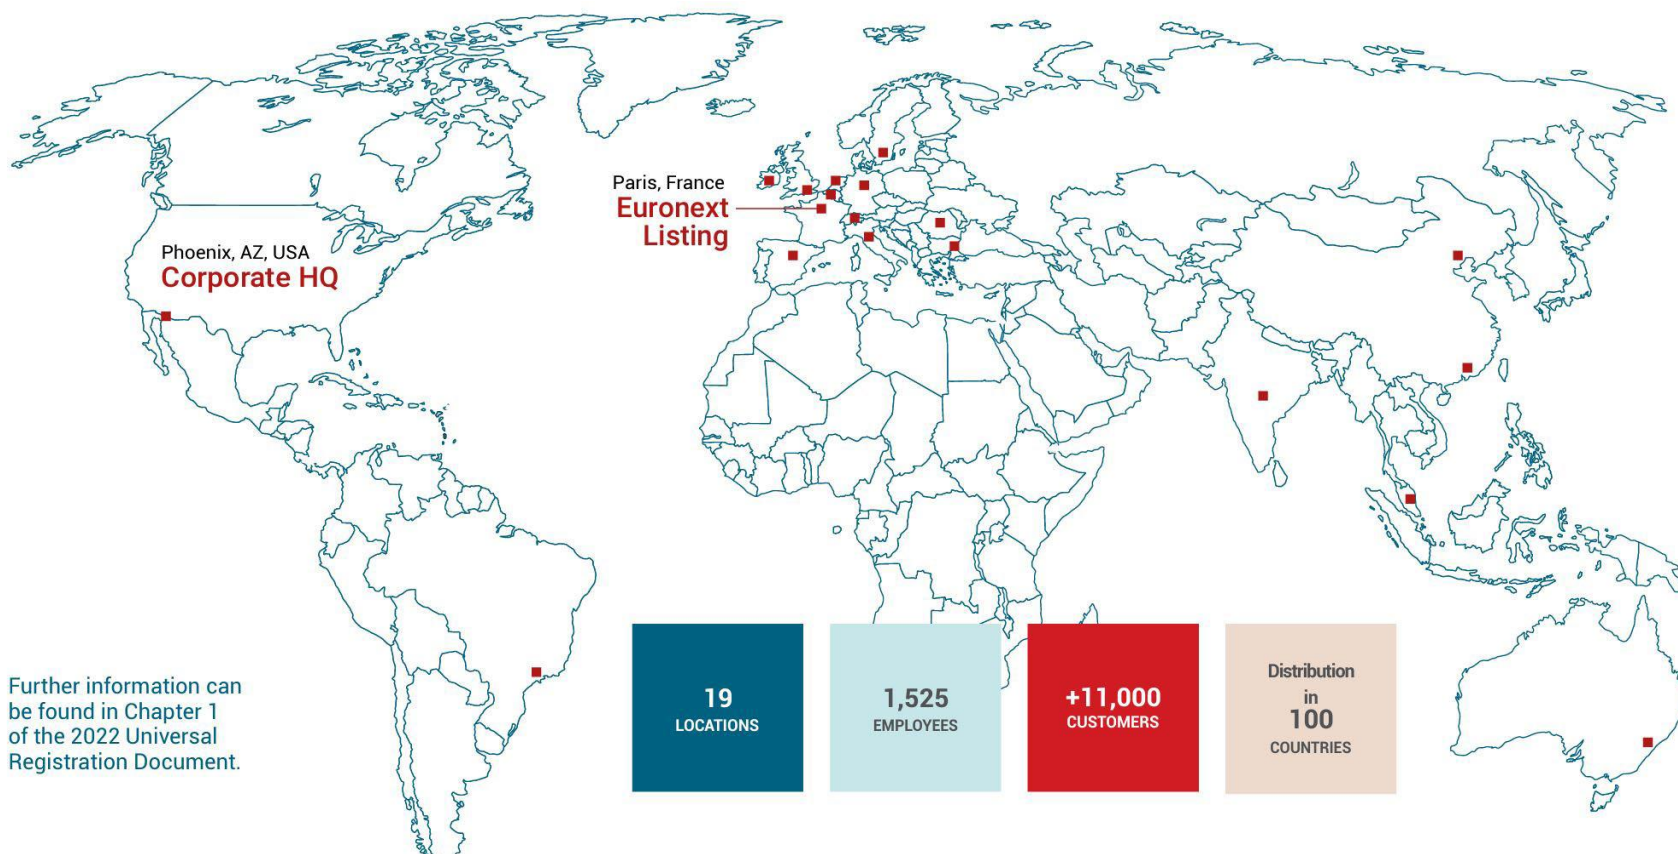 Paris, France
Euronext
Listing
Phoenix, AZ, USA
Corporate HQ
Further information can
be found in Chapter 1
of the 2022 Universal
Registration Document.
19
LOCATIONS
1,525
EMPLOYEES
+11,000
CUSTOMERS
Distribution
in
100
COUNTRIES